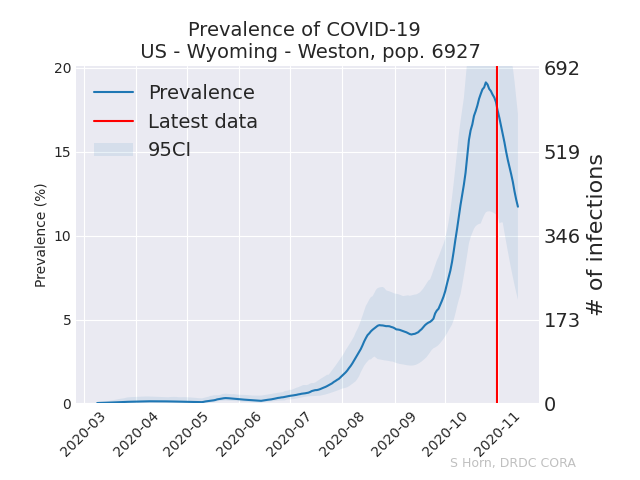 Prevalence of COVID-19
US - Wyoming - Weston, pop. 6927
Prevalence
Latest data
95CI
Prevalence (%)
20
15
10
5
0
692
519
346
173
0
# of infections
2020-03
2020-04
2020-05
2020-06
2020-07
2020-08
2020-09
2020-10
2020-11
S Horn, DRDC CORA